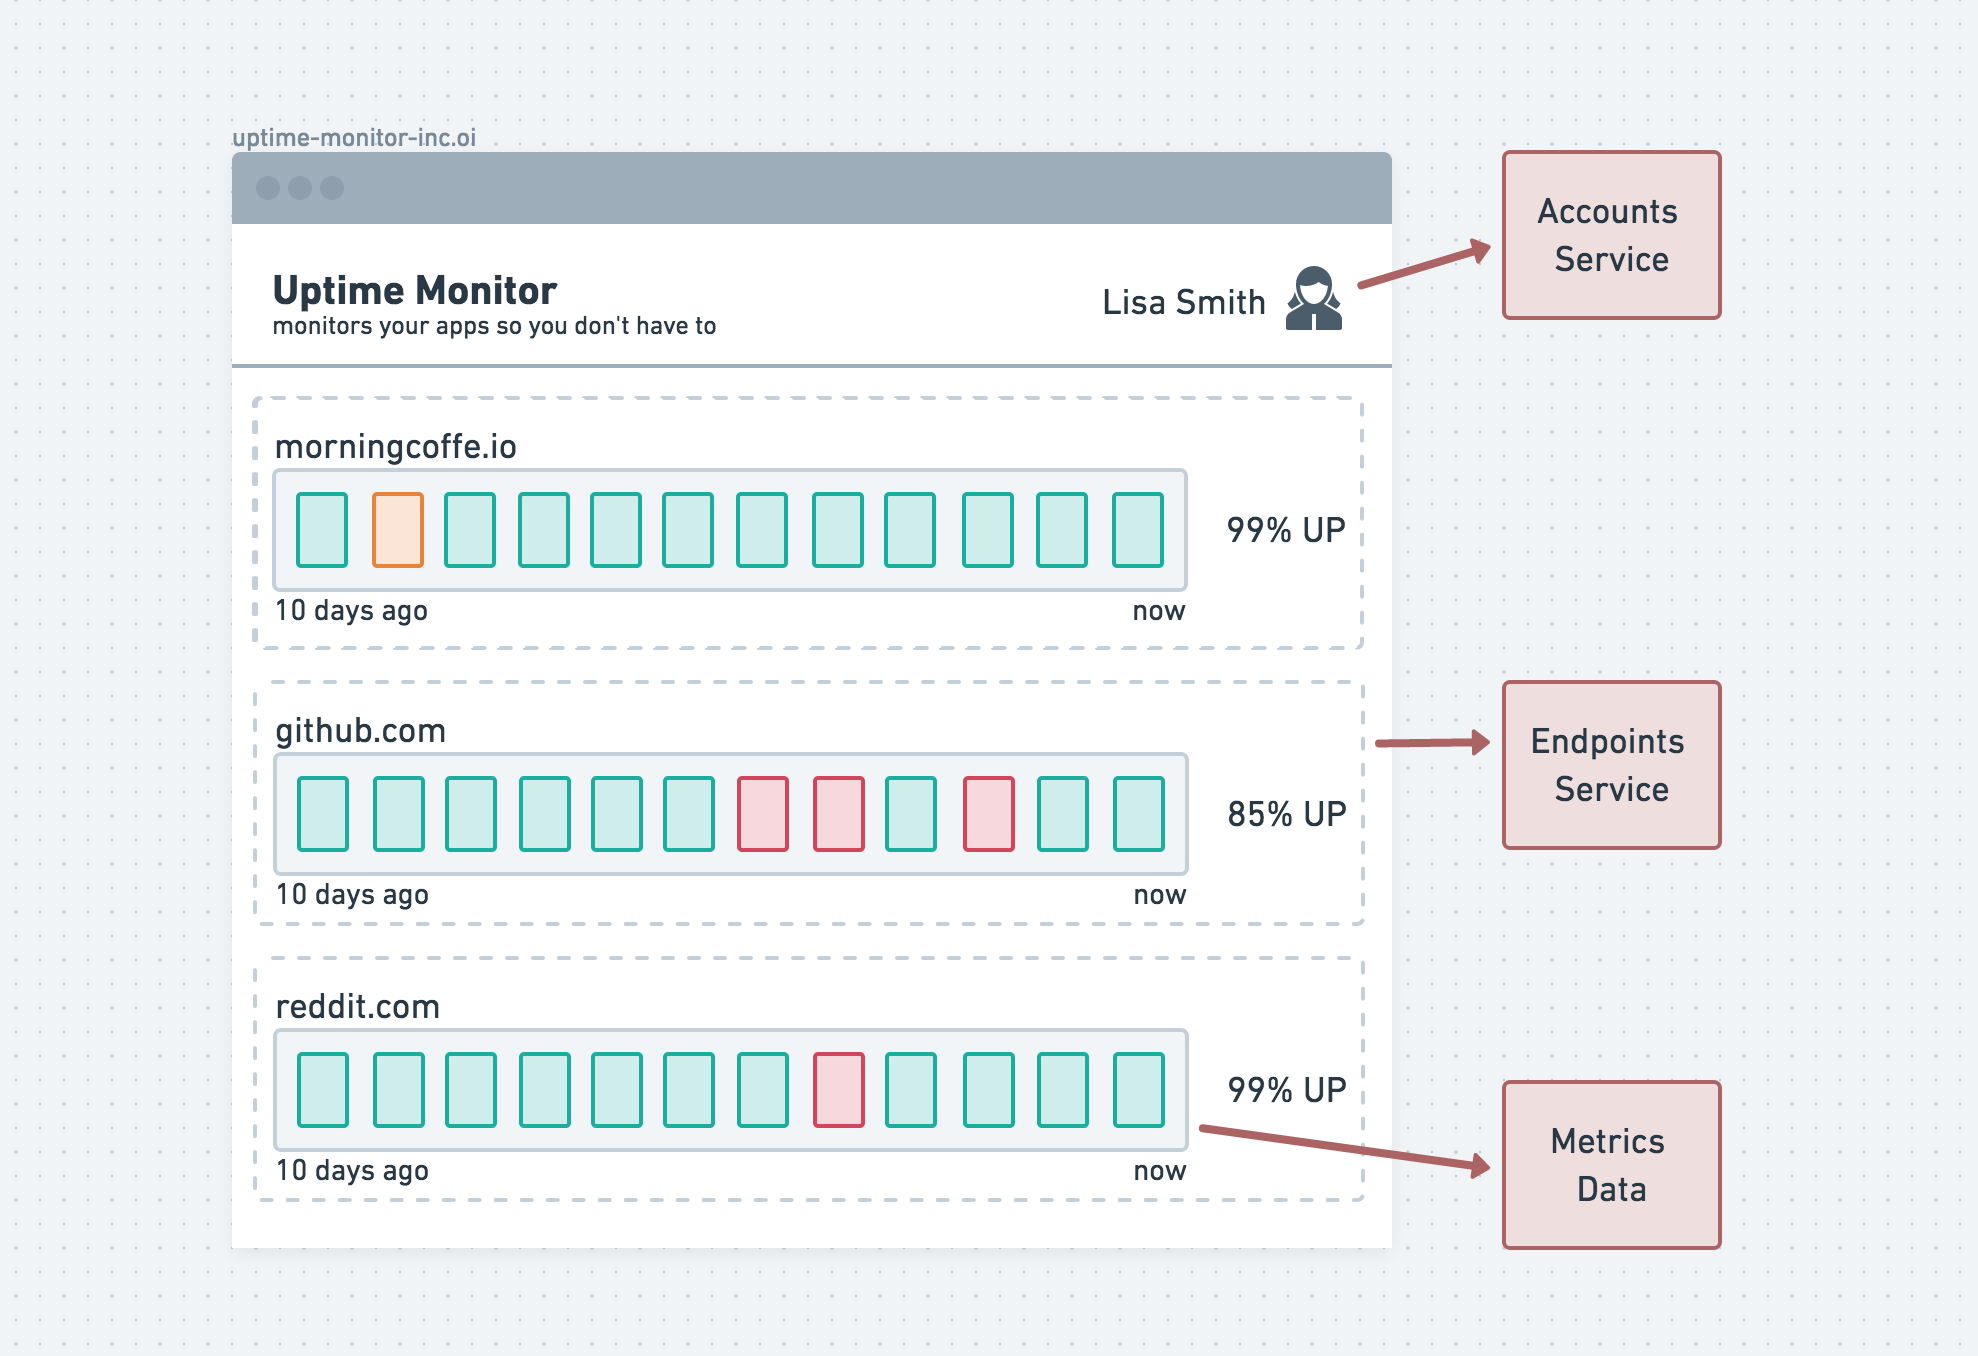 uptime-monitor-inc.oi
Uptime Monitor
monitors your apps so you don't have to
Lisa Smith
morningcoffe.io
99% UP
10 days ago
now
github.com
85% UP
10 days ago
now
reddit.com
99% UP
10 days ago
now
Accounts
Service
Endpoints
Service
Metrics
Data